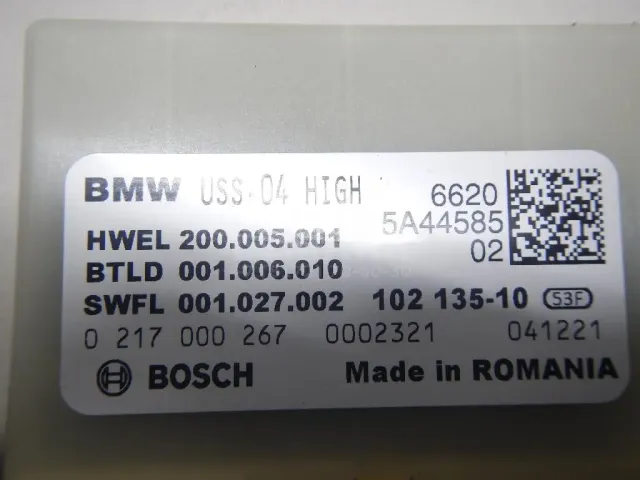 BMW USS-04 HIGH 6620
5A44585
HWEL 200.005.001 02
BTLD 001.006.010
SWFL 001.027.002 102 135-10 53F
0 217 000 267 0002321 041221
BOSCH Made in ROMANIA